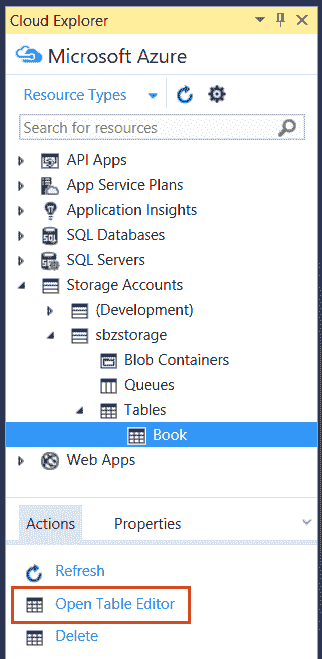 Cloud Explorer
Microsoft Azure
Resource Types
Search for resources
API Apps
App Service Plans
Application Insights
SQL Databases
SQL Servers
Storage Accounts
(Development)
sbzstorage
Blob Containers
Queues
Tables
Book
Web Apps
Actions Properties
Refresh
Open Table Editor
Delete